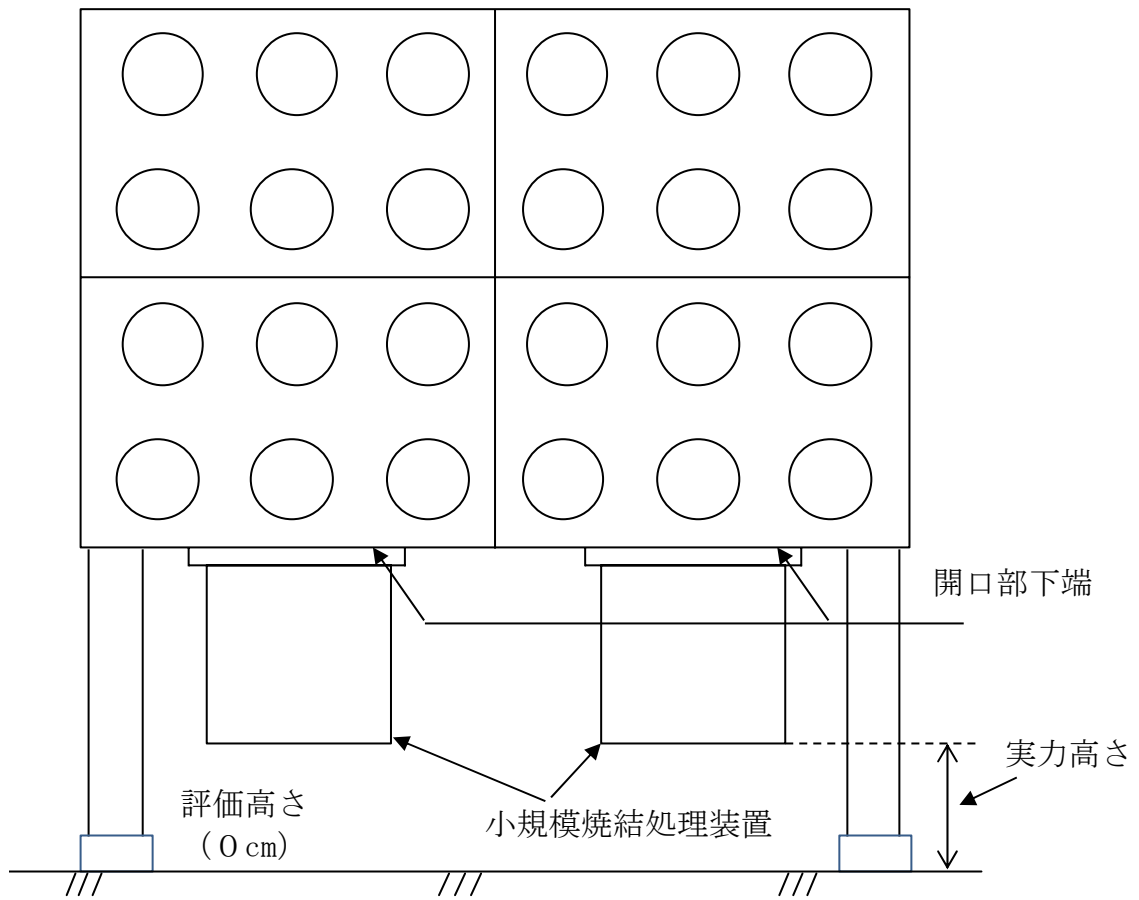 開口部下端
実力高さ
評価高さ
(０cm)
小規模焼結処理装置